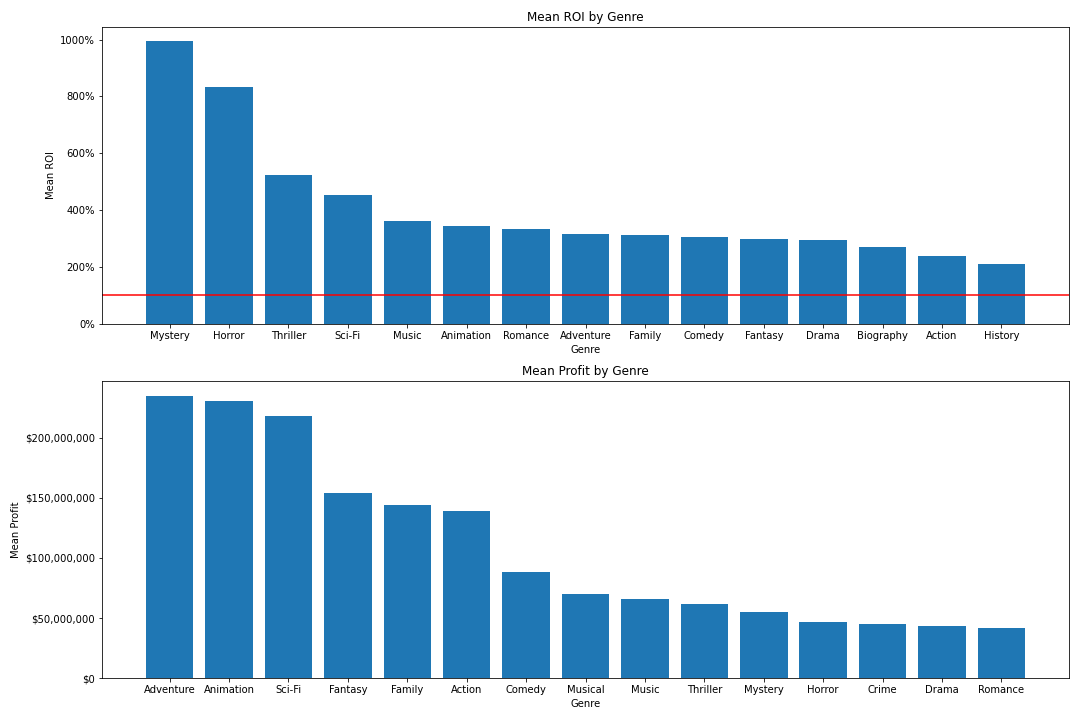 Mean ROI by Genre
1000%
800%
600%
400%
200%
0%
Mean ROI
Mystery Horror Thriller Sci-Fi Music Animation Romance Adventure Family Comedy Fantasy Drama Biography Action History
Genre
Mean Profit by Genre
$200,000,000
$150,000,000
$100,000,000
$50,000,000
$0
Mean Profit
Adventure Animation Sci-Fi Fantasy Family Action Comedy Musical Music Thriller Mystery Horror Crime Drama Romance
Genre